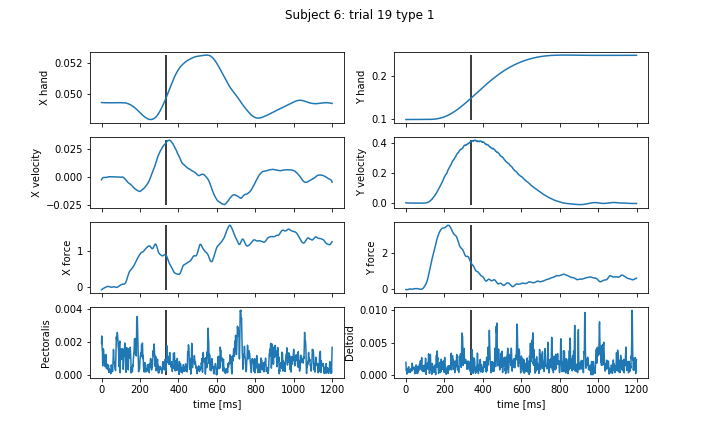 Subject 6: trial 19 type 1
X hand
0.052
0.050
Y hand
0.2
0.1
X velocity
0.025
0.000
−0.025
Y velocity
0.4
0.2
0.0
X force
1
0
Y force
2
0
Pectoralis
0.004
0.002
0.000
0 200 400 600 800 1000 1200
time [ms]
Deltoid
0.010
0.005
0.000
0 200 400 600 800 1000 1200
time [ms]